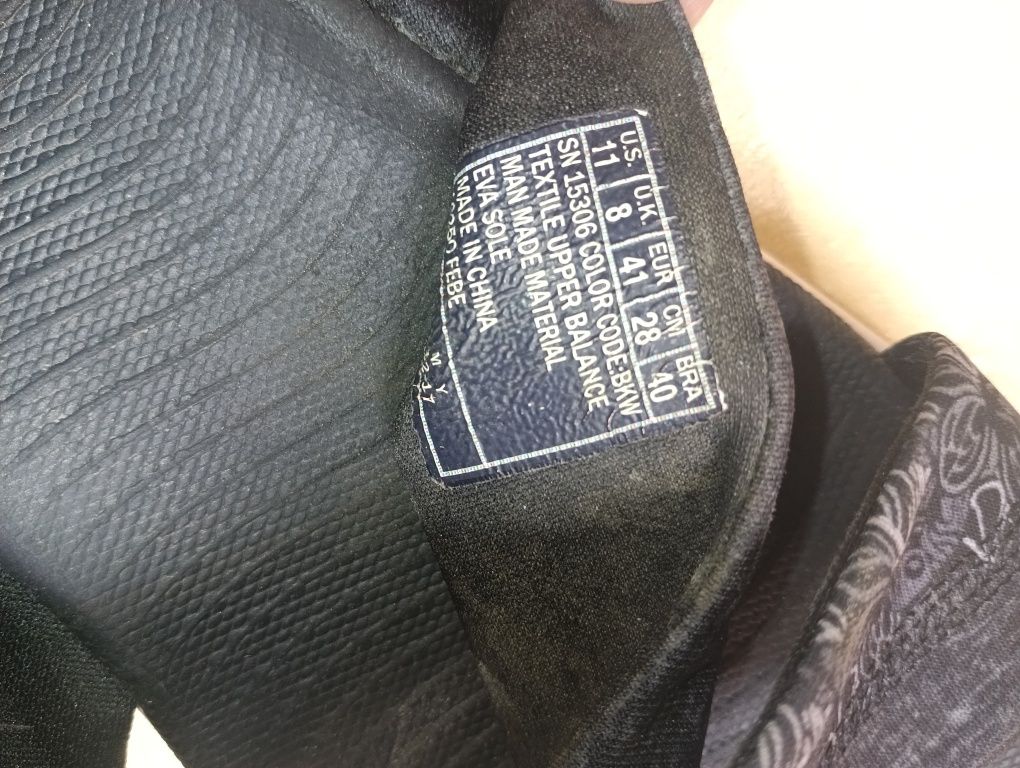 U.S. U.K. EUR CM BRA
11 8 41 28 40
SN 15306 COLOR CODE:BKW
TEXTILE UPPER BALANCE
MAN MADE MATERIAL
EVA SOLE
MADE IN CHINA
FEBE
M Y